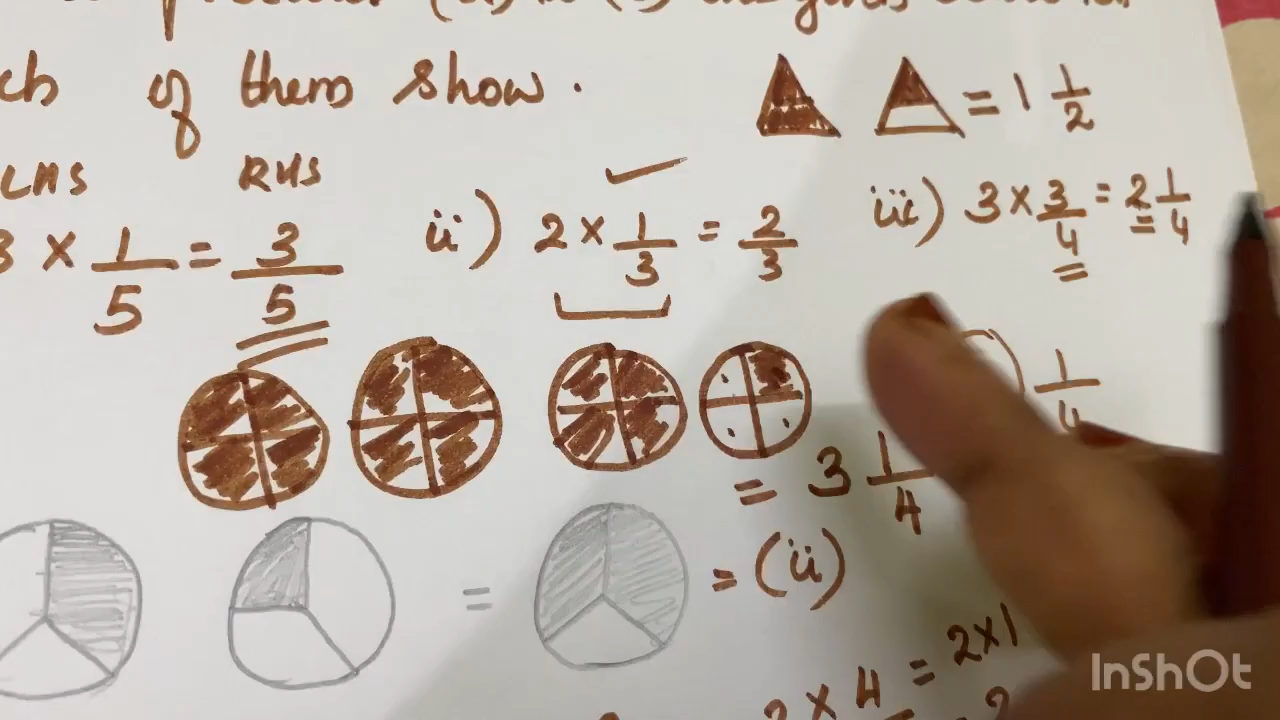 of them show.
= 1 1/2
LHS RHS
3 × 1/5 = 3/5
ii) 2 × 1/3 = 2/3
iii) 3 × 3/4 = 2 1/4
1/4
= 3 1/4
= = (ii)
2 × 4 = 2×1
InShOt